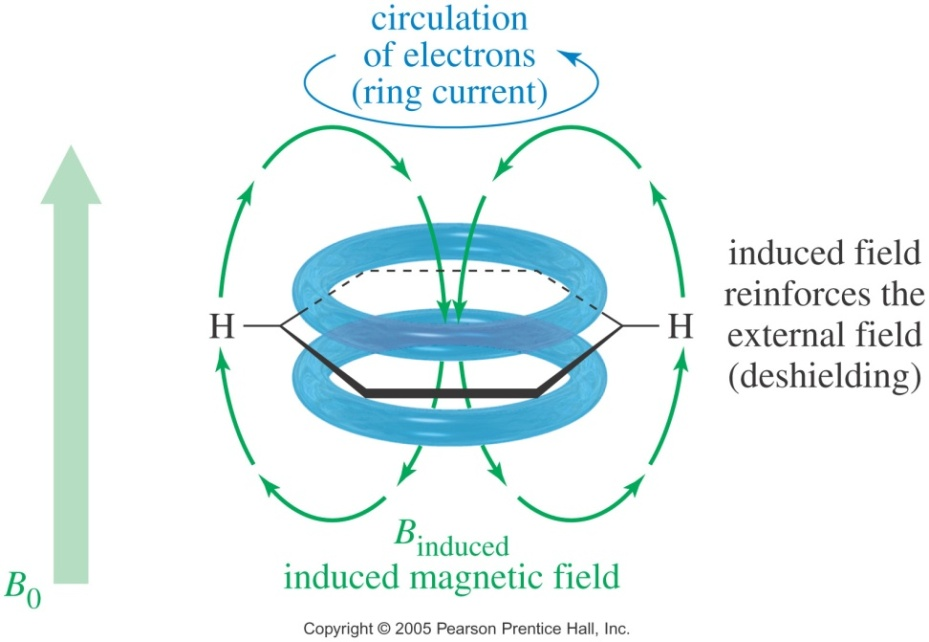 circulation
of electrons
(ring current)
H
H
induced field
reinforces the
external field
(deshielding)
B0
Binduced
induced magnetic field
Copyright © 2005 Pearson Prentice Hall, Inc.